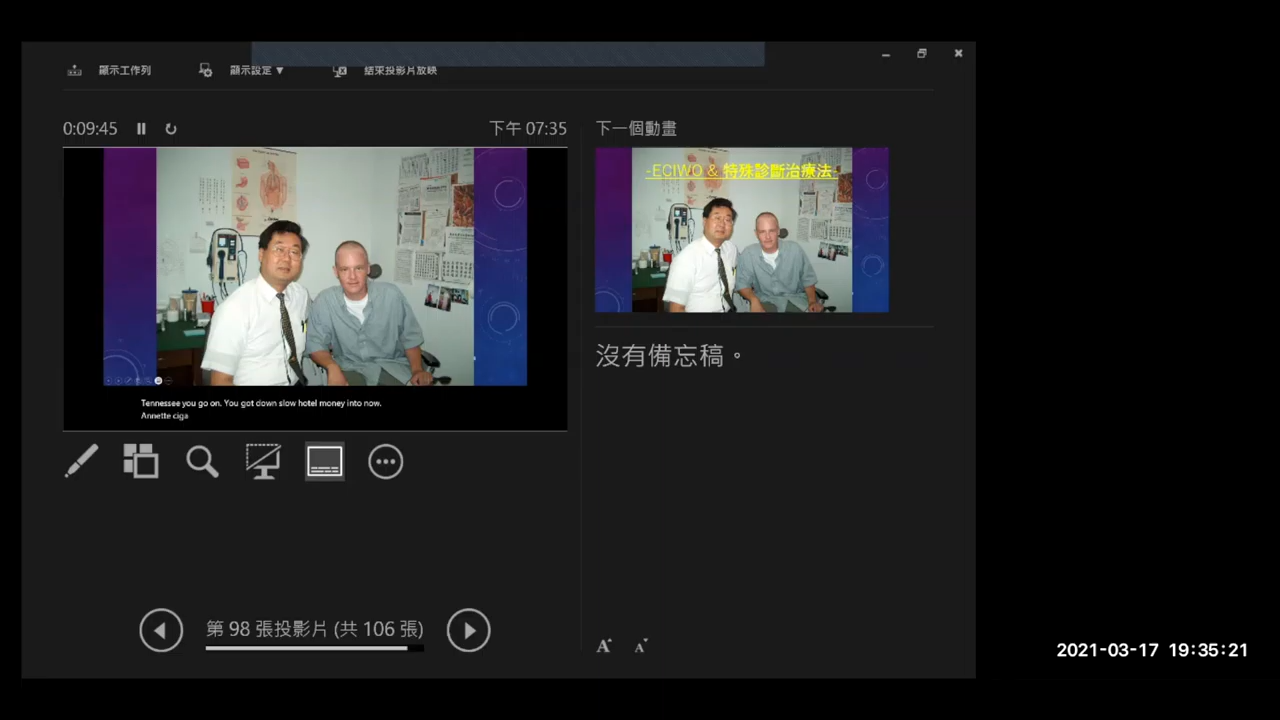 顯示工作列
顯示設定 ▼
結束投影片放映
0:09:45
下午 07:35
下一個動畫
-ECIWO & 特殊診斷治療法-
Tennessee you go on. You got down slow hotel money into now.
Annette ciga
沒有備忘稿。
第 98 張投影片 (共 106 張)
A A
2021-03-17 19:35:21